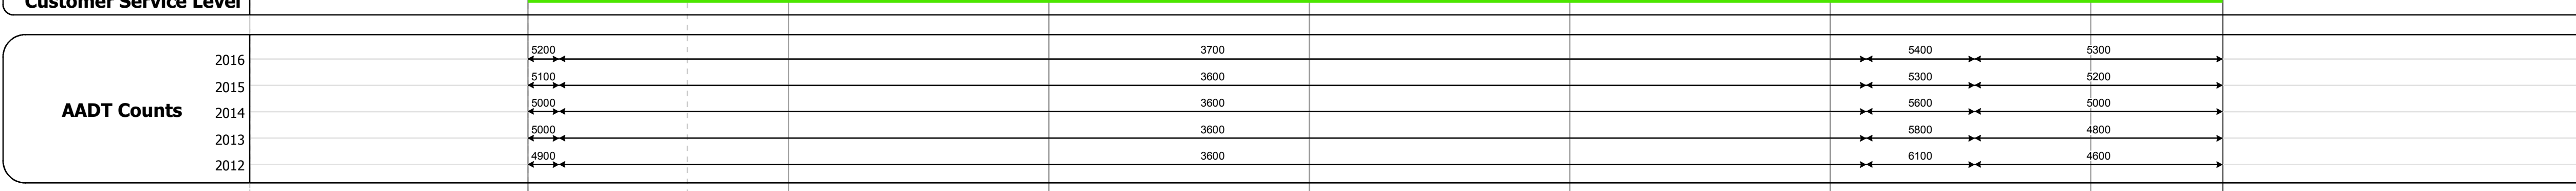 Customer Service Level
2016 5200 3700 5400 5300
2015 5100 3600 5300 5200
AADT Counts
2014 5000 3600 5600 5000
2013 5000 3600 5800 4800
2012 4900 3600 6100 4600